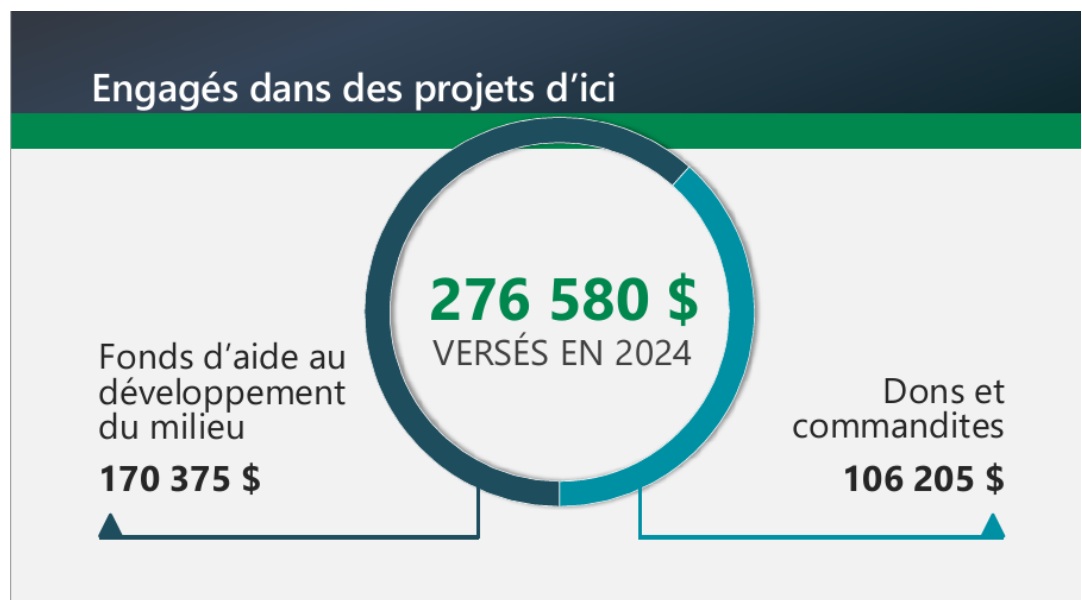 Engagés dans des projets d’ici
276 580 $
VERSÉS EN 2024
Fonds d’aide au
développement
du milieu
170 375 $
Dons et
commandites
106 205 $